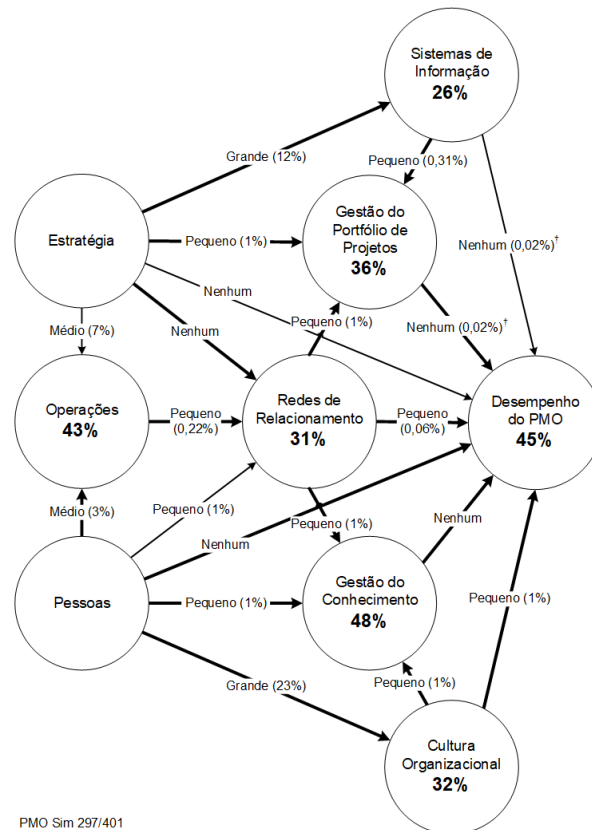 Sistemas de
Informação
26%
Grande (12%)
Pequeno (0,31%)
Gestão do
Portfólio de
Projetos
36%
Estratégia
Pequeno (1%)
Nenhum (0,02%)†
Nenhum
Pequeno (1%)
Nenhum (0,02%)†
Médio (7%)
Nenhum
Operações
43%
Pequeno
(0,22%)
Redes de
Relacionamento
31%
Pequeno
(0,06%)
Desempenho
do PMO
45%
Médio (3%)
Pequeno (1%)
Pequeno (1%)
Nenhum
Nenhum
Pessoas
Pequeno (1%)
Gestão do
Conhecimento
48%
Pequeno (1%)
Grande (23%)
Pequeno (1%)
Cultura
Organizacional
32%
PMO Sim 297/401